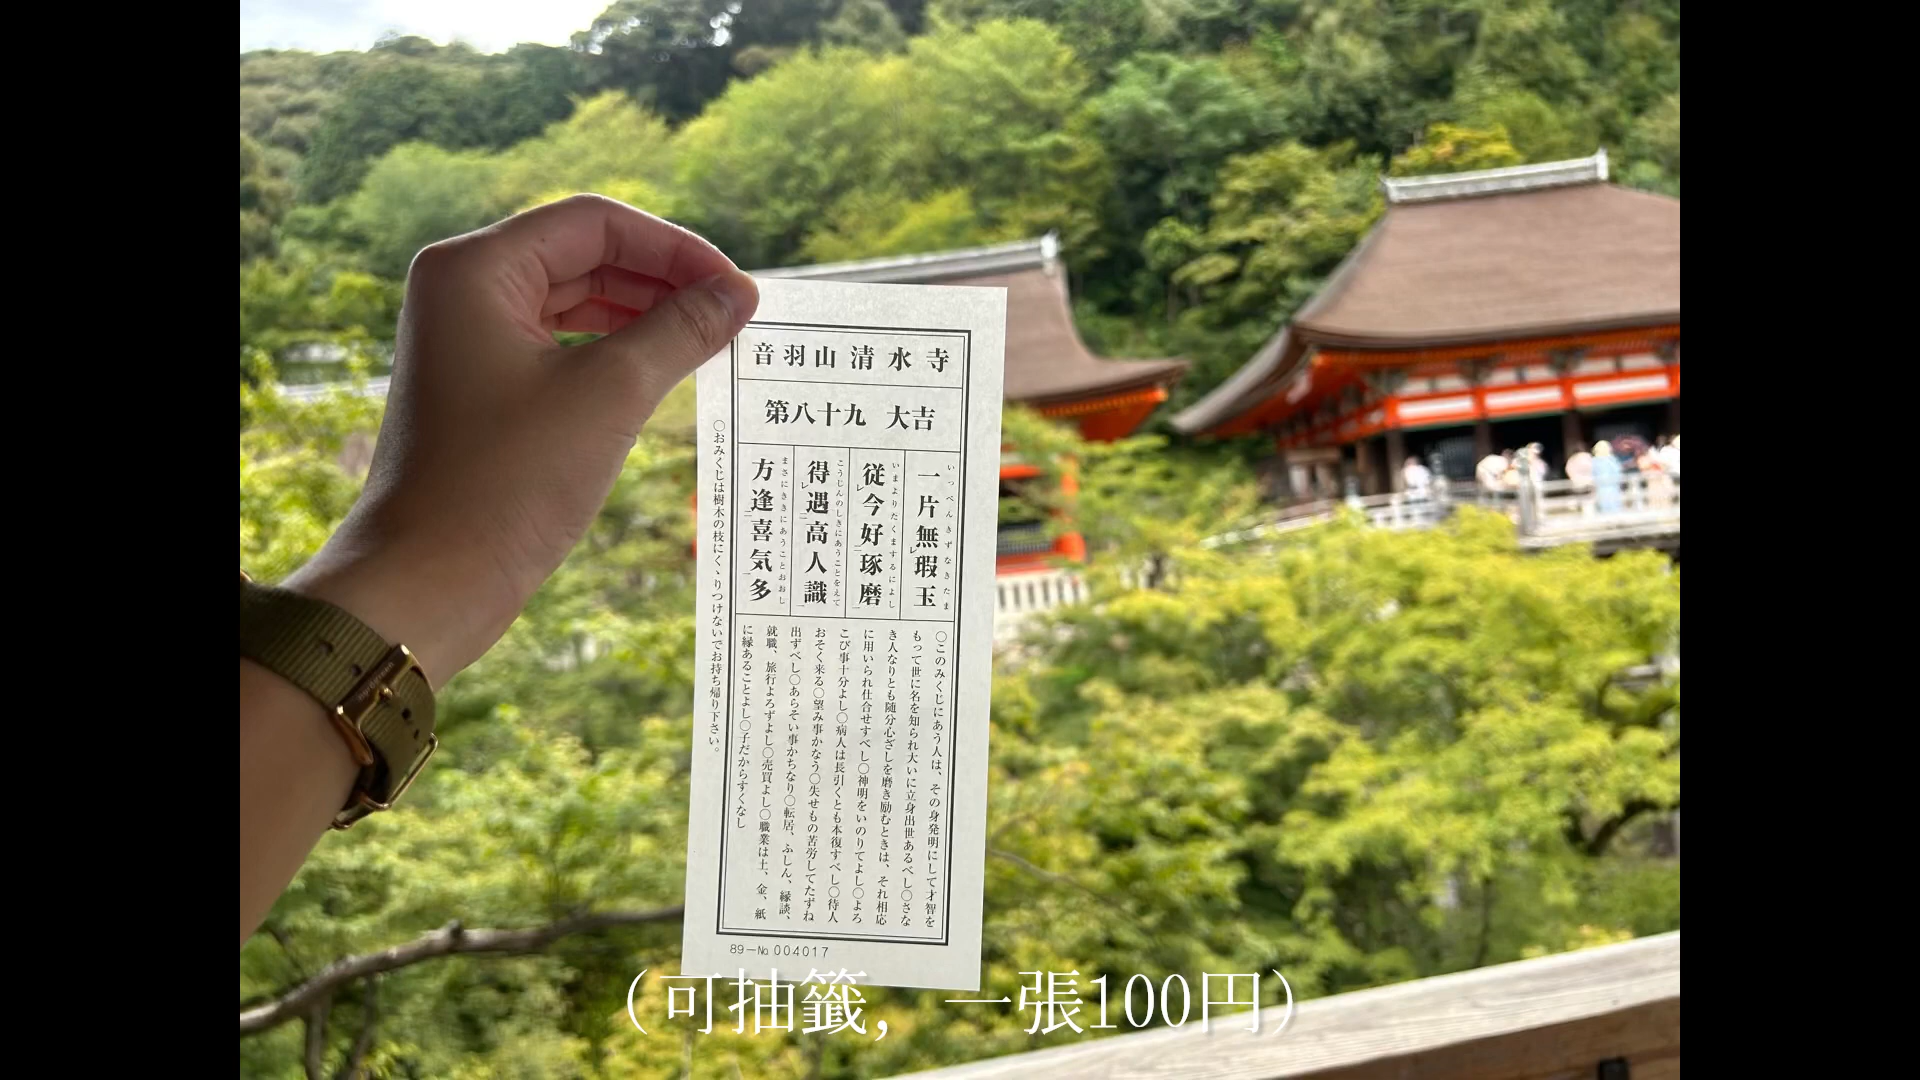 音羽山 清水寺
第八十九 大吉
一片無瑕玉
いっぺんきずなきたま
従今好琢磨
いまよりたくまするによし
得遇高人識
こうじんのしきにあうことをえて
方逢喜気多
まさにききにあうことおおし
○このみくじにあう人は、その身発明にして才智を
もって世に名を知られ大いに立身出世あるべし○さな
き人なりとも随分心ざしを磨き励むときは、それ相応
に用いられ仕合せすべし○神明をいのりてよし○よろ
こび事十分よし○病人は長引くとも本復すべし○待人
おそく来る○望み事かなう○失せもの苦労してたずね
出ずべし○あらそい事かちなり○転居、ふしん、縁談、
就職、旅行よろずよし○売買よし○職業は土、金、紙
に縁あることよし○子だからすくなし
○おみくじは樹木の枝にくゝりつけないでお持ち帰り下さい。
89－No.004017
（可抽籤，一張100円）